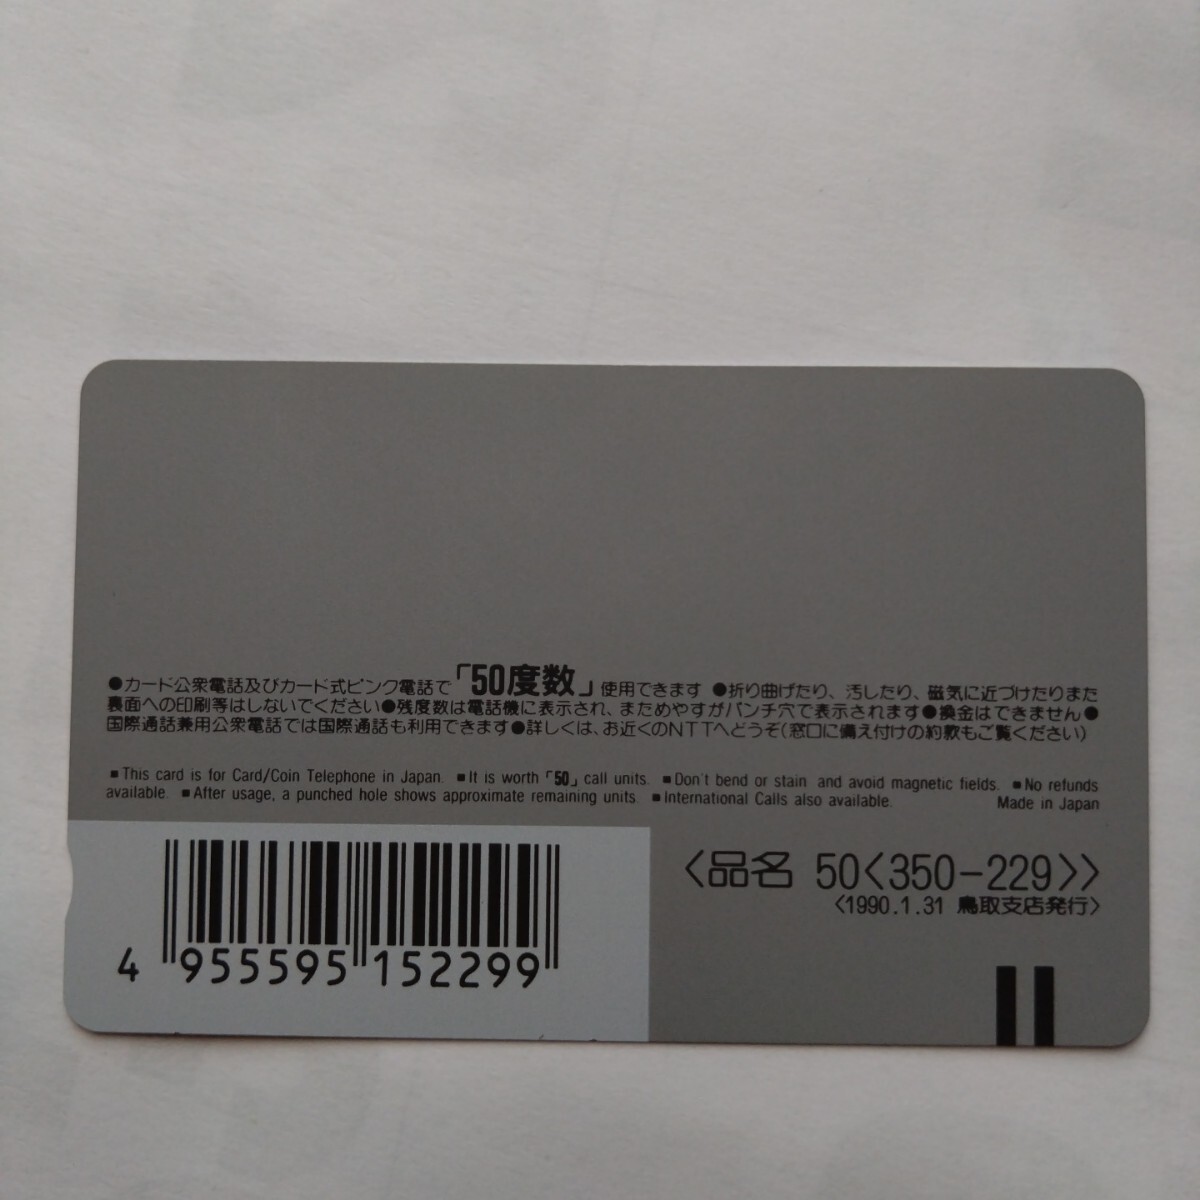 ●カード公衆電話及びカード式ピンク電話で「50度数」使用できます ●折り曲げたり、汚したり、磁気に近づけたりまた
裏面への印刷等はしないでください●残度数は電話機に表示され、まためやすがパンチ穴で表示されます●換金はできません●
国際通話兼用公衆電話では国際通話も利用できます●詳しくは、お近くのNTTへどうぞ(窓口に備え付けの約款もご覧ください)
■This card is for Card/Coin Telephone in Japan. ■It is worth「50」call units. ■Don't bend or stain and avoid magnetic fields. ■No refunds
available. ■After usage, a punched hole shows approximate remaining units. ■International Calls also available. Made in Japan
〈品名 50〈350-229〉〉
〈1990.1.31 鳥取支店発行〉
4 955595 152299